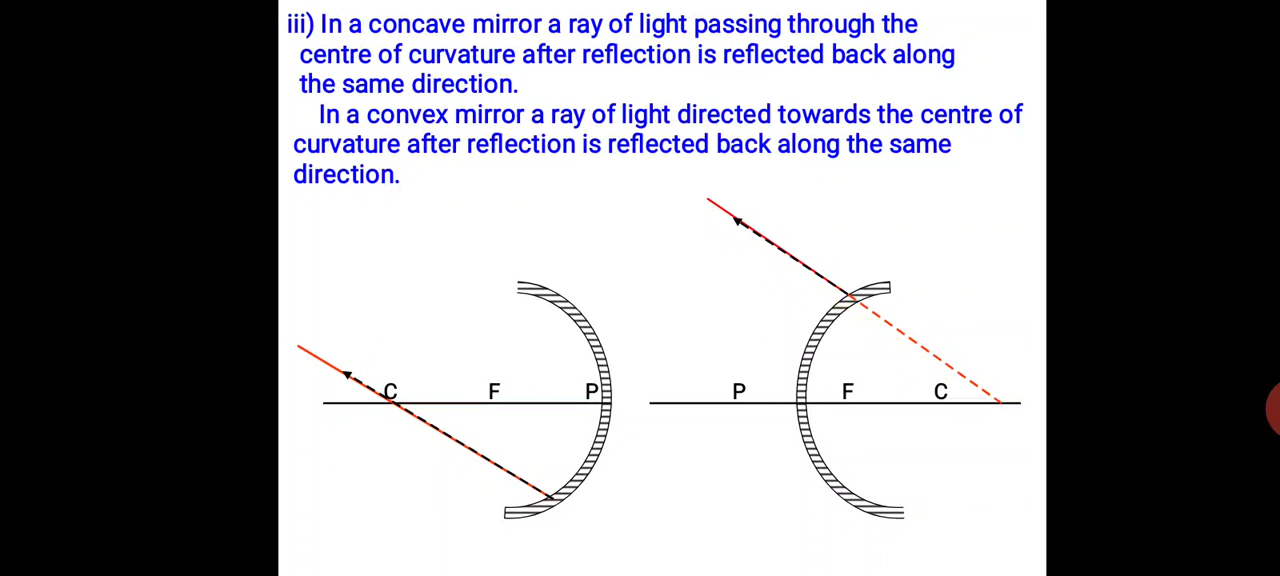 iii) In a concave mirror a ray of light passing through the
centre of curvature after reflection is reflected back along
the same direction.
In a convex mirror a ray of light directed towards the centre of
curvature after reflection is reflected back along the same
direction.
C F P
P F C